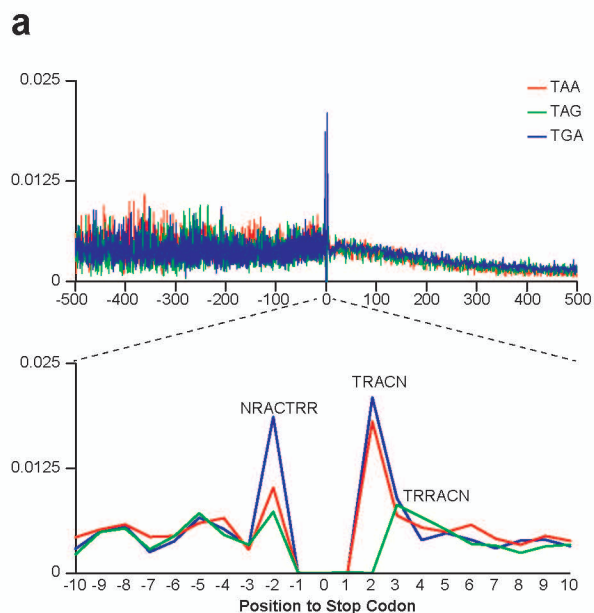 a
0.025
TAA
TAG
TGA
0.0125
0
-500 -400 -300 -200 -100 0 100 200 300 400 500
0.025
TRACN
NRACTRR
0.0125
TRRACN
0
-10 -9 -8 -7 -6 -5 -4 -3 -2 -1 0 1 2 3 4 5 6 7 8 9 10
Position to Stop Codon